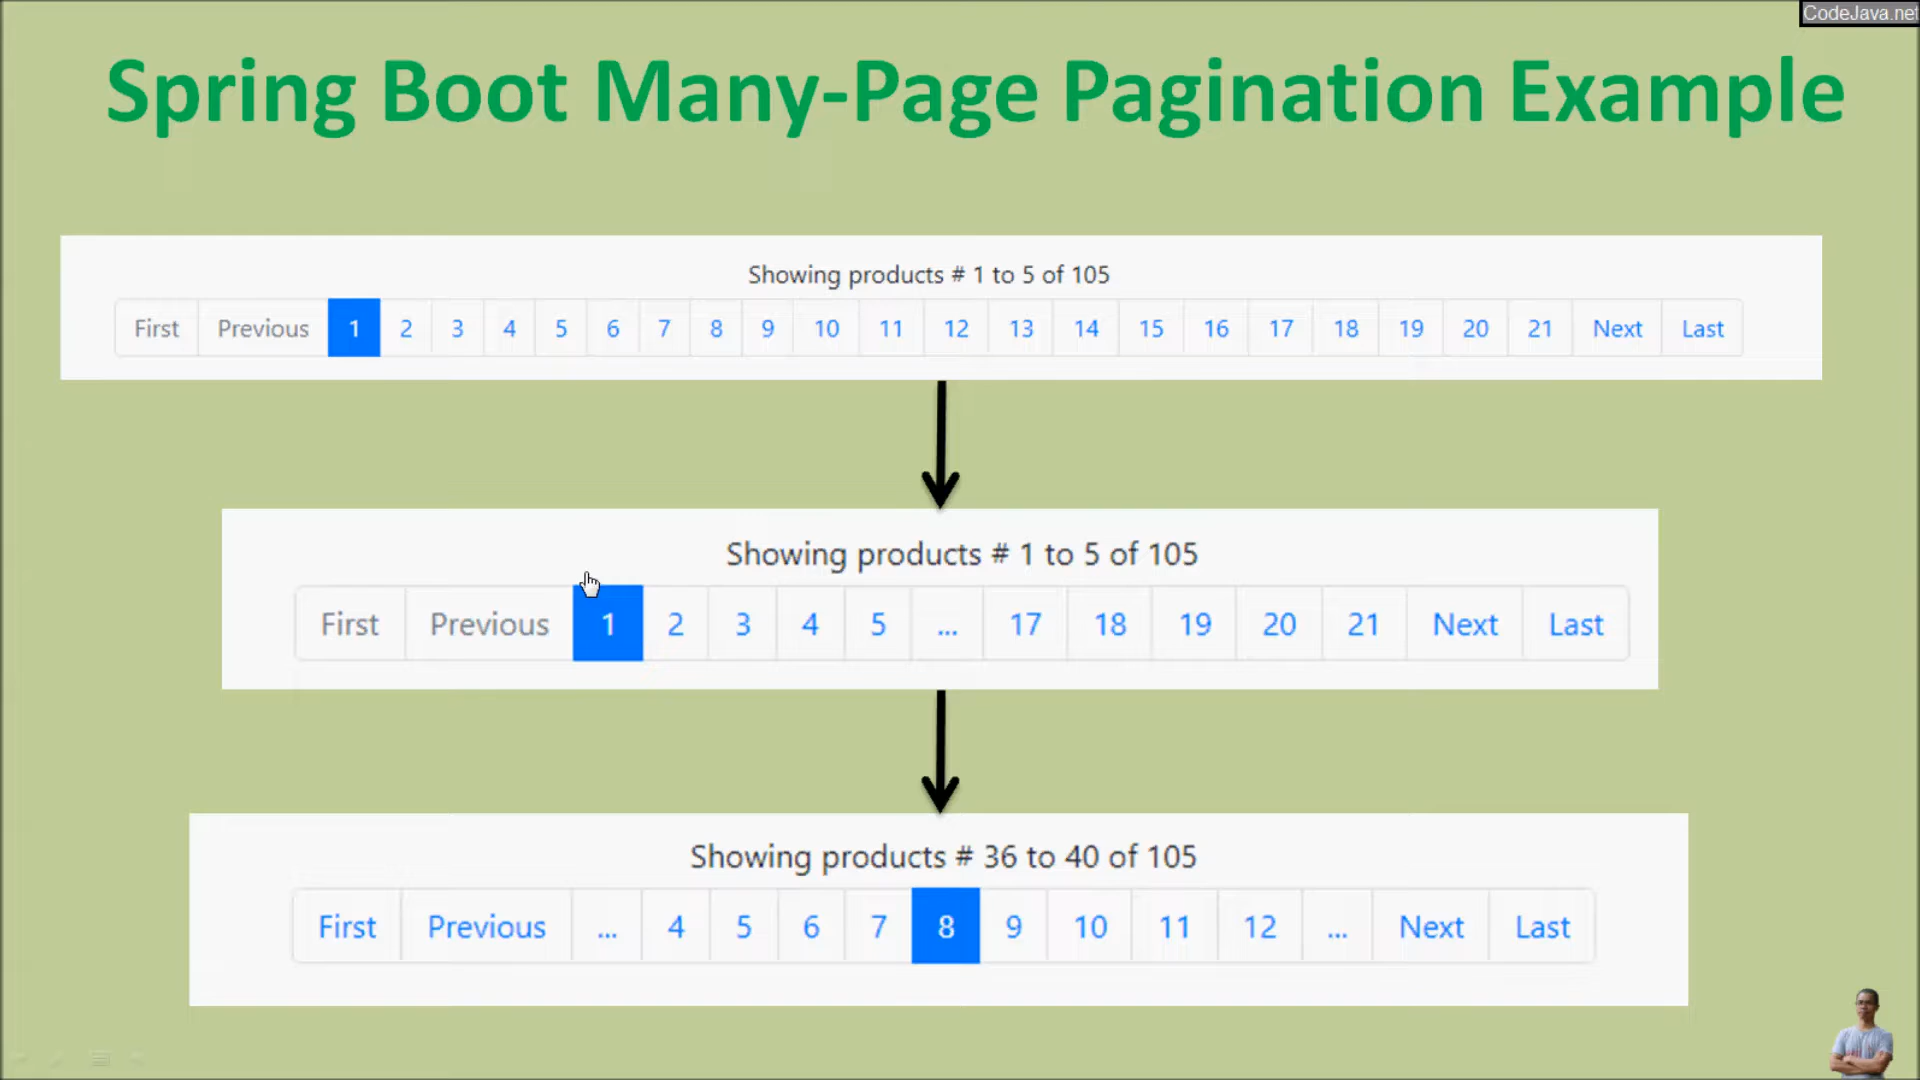 CodeJava.net
Spring Boot Many-Page Pagination Example
Showing products # 1 to 5 of 105
First Previous 1 2 3 4 5 6 7 8 9 10 11 12 13 14 15 16 17 18 19 20 21 Next Last
Showing products # 1 to 5 of 105
First Previous 1 2 3 4 5 ... 17 18 19 20 21 Next Last
Showing products # 36 to 40 of 105
First Previous ... 4 5 6 7 8 9 10 11 12 ... Next Last